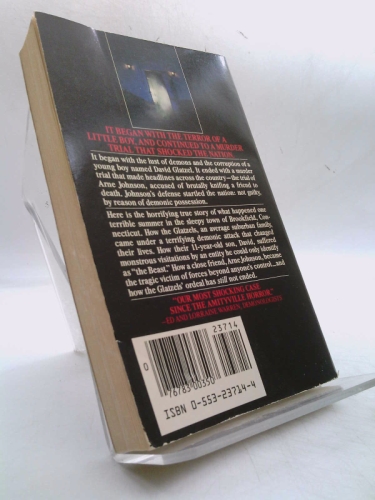 IT BEGAN WITH THE TERROR OF A
LITTLE BOY, AND CONTINUED TO A MURDER
TRIAL THAT SHOCKED THE NATION.
It began with the lust of demons and the corruption of a
young boy named David Glatzel. It ended with a murder
trial that made headlines across the country—the trial of
Arne Johnson, accused of brutally knifing a friend to
death. Johnson's defense startled the nation: not guilty,
by reason of demonic possession.
Here is the horrifying true story of what happened one
terrible summer in the sleepy town of Brookfield, Con-
necticut. How the Glatzels, an average suburban family,
came under a terrifying demonic attack that changed
their lives. How their 11-year-old son, David, suffered
monstrous visitations by an entity he could only identify
as "the Beast." How a close friend, Arne Johnson, became
the tragic victim of forces beyond anyone's control...and
how the Glatzels' ordeal has still not ended.
"OUR MOST SHOCKING CASE
SINCE THE AMITYVILLE HORROR."
—ED AND LORRAINE WARREN, DEMONOLOGISTS
23714
0
76783 00350
ISBN 0-553-23714-4